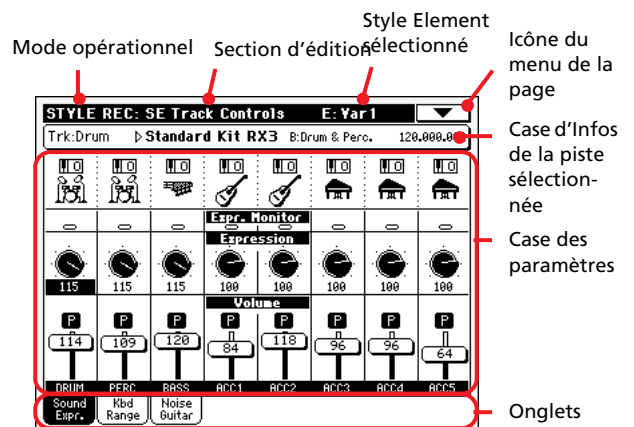 Mode opérationnel
Section d'édition
Style Element
sélectionné
Icône du
menu de la
page
STYLE REC: SE Track Controls E: Var1
Trk:Drum ▷Standard Kit RX3 B:Drum & Perc.
Case d'Infos
de la piste
sélection-
née
Expr. Monitor
Expression
115 115 115 100 100 100 100 100
Case des
paramètres
Volume
P P P P P P P P
114 109 120 84 118 96 96 64
DRUM PERC BASS ACC1 ACC2 ACC3 ACC4 ACC5
Sound
Expr.
Kbd
Range
Noise
Guitar
Onglets